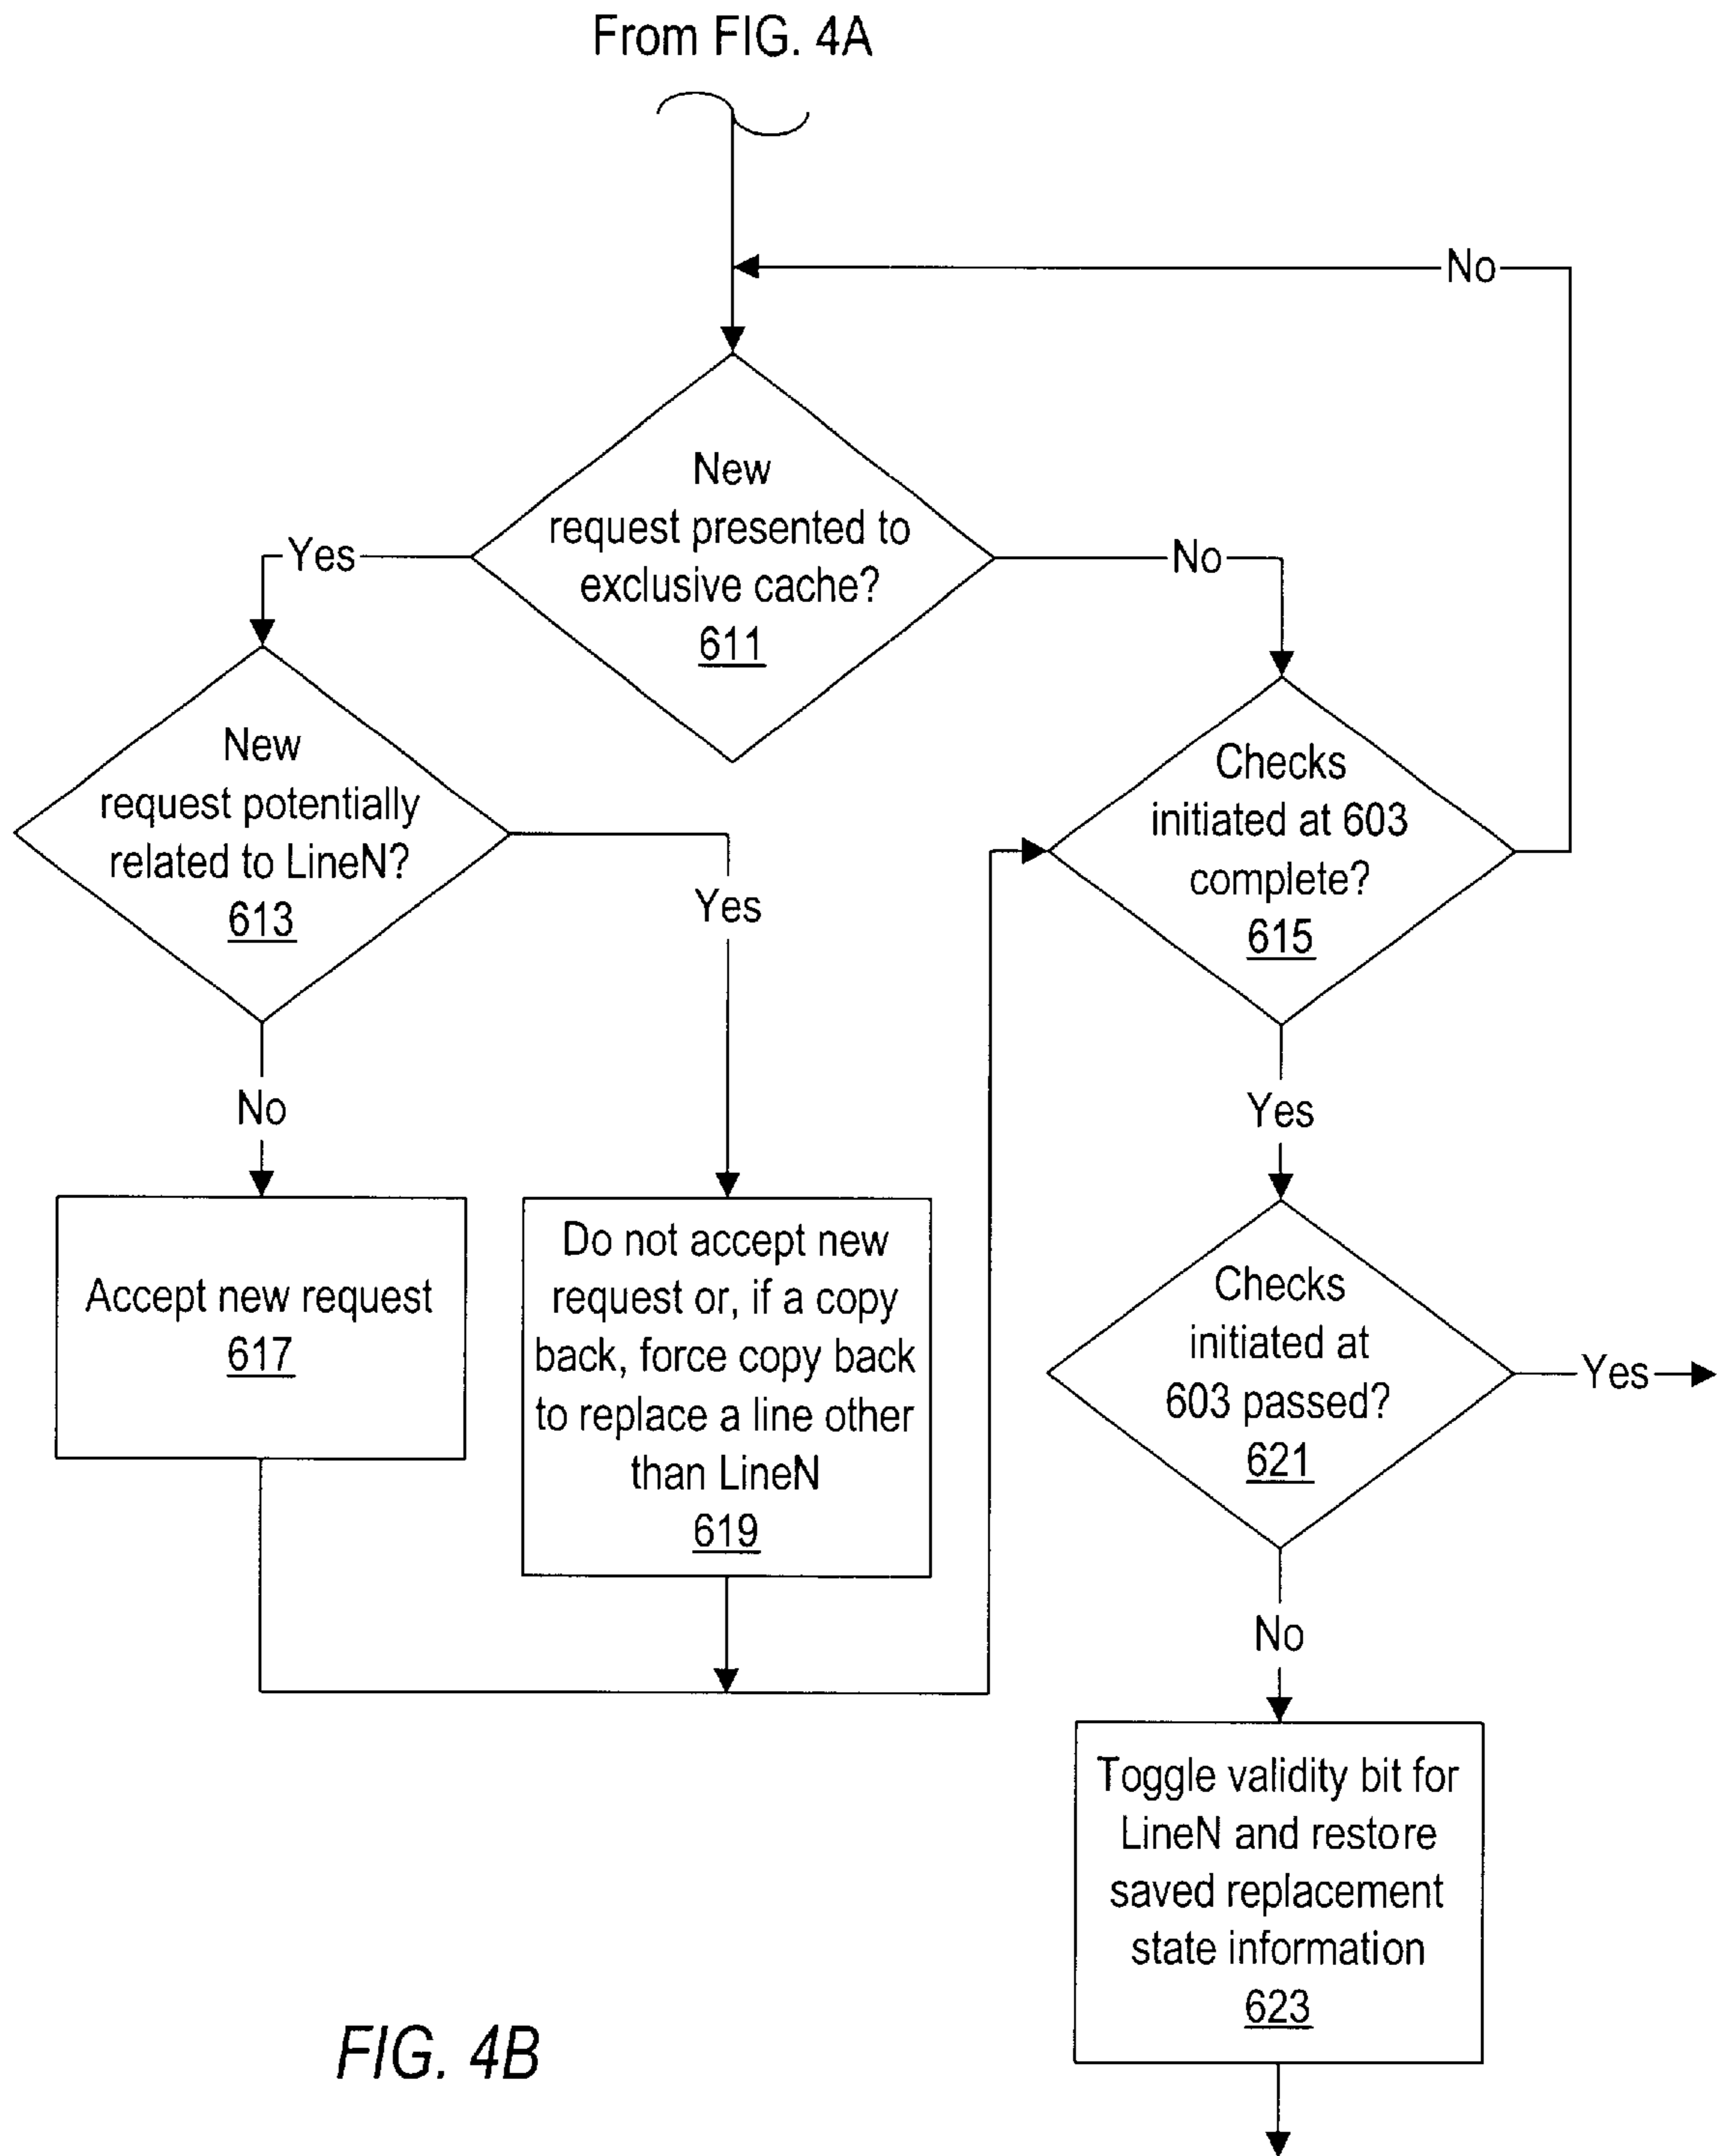 From FIG. 4A
No
New
request presented to
exclusive cache?
611
Yes
No
New
request potentially
related to LineN?
613
Yes
No
Checks
initiated at 603
complete?
615
Yes
Accept new request
617
Do not accept new
request or, if a copy
back, force copy back
to replace a line other
than LineN
619
Checks
initiated at
603 passed?
621
Yes
No
Toggle validity bit for
LineN and restore
saved replacement
state information
623
FIG. 4B